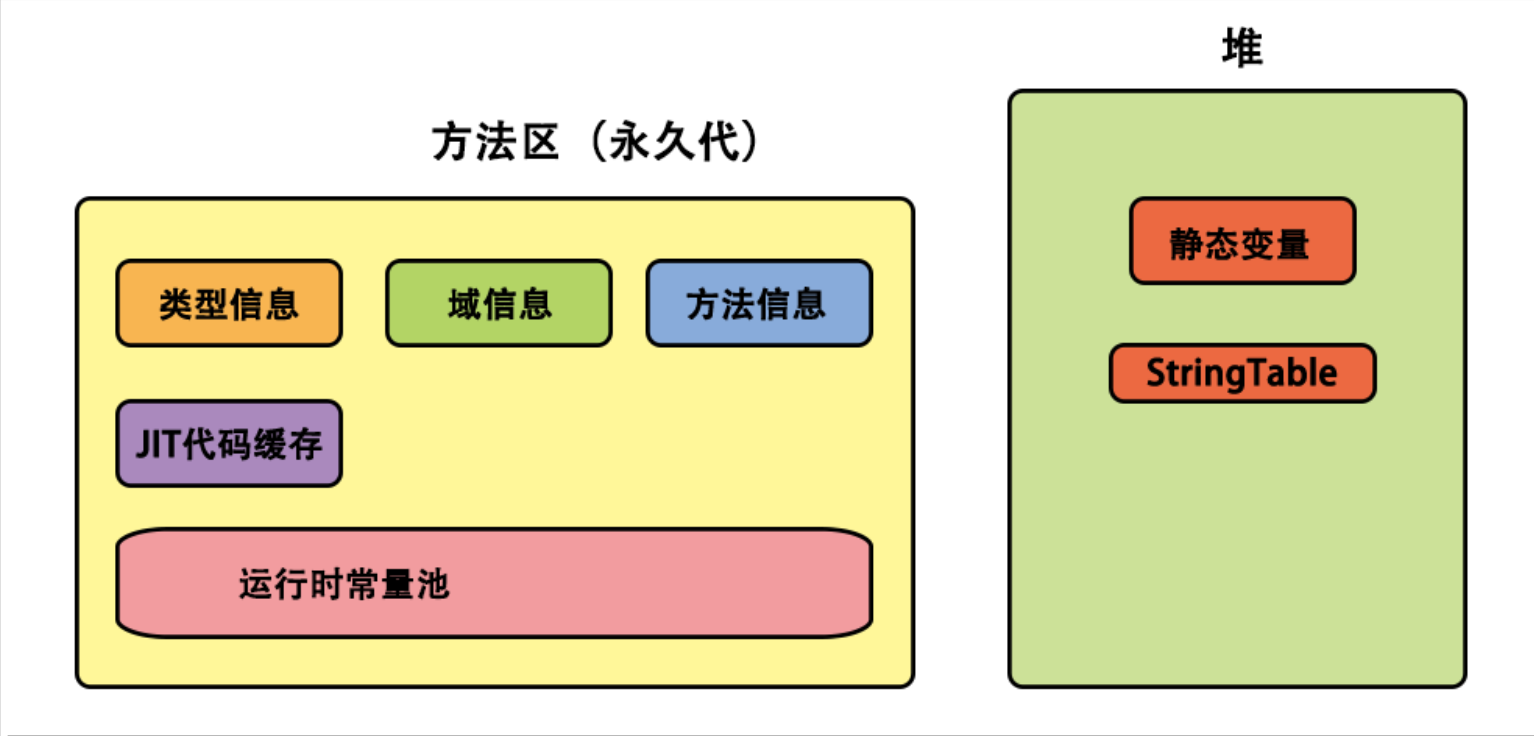 堆
方法区（永久代）
类型信息
域信息
方法信息
静态变量
StringTable
JIT代码缓存
运行时常量池